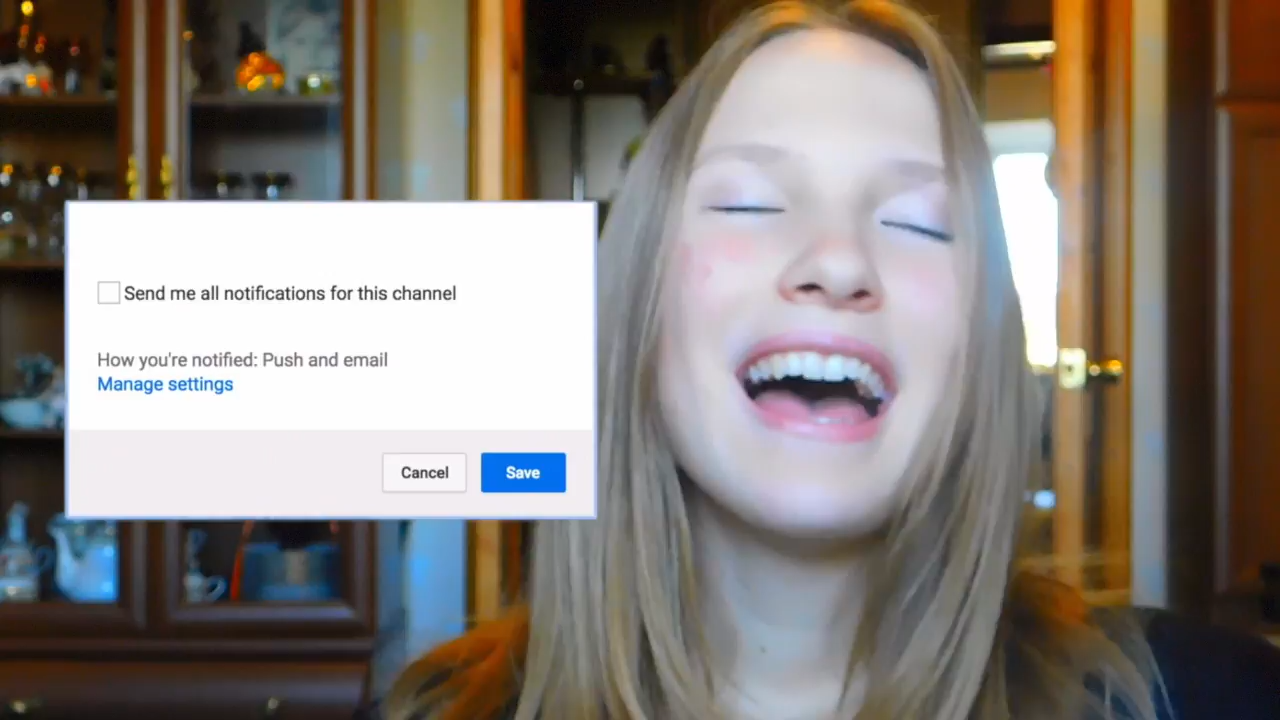 Send me all notifications for this channel
How you're notified: Push and email
Manage settings
Cancel
Save